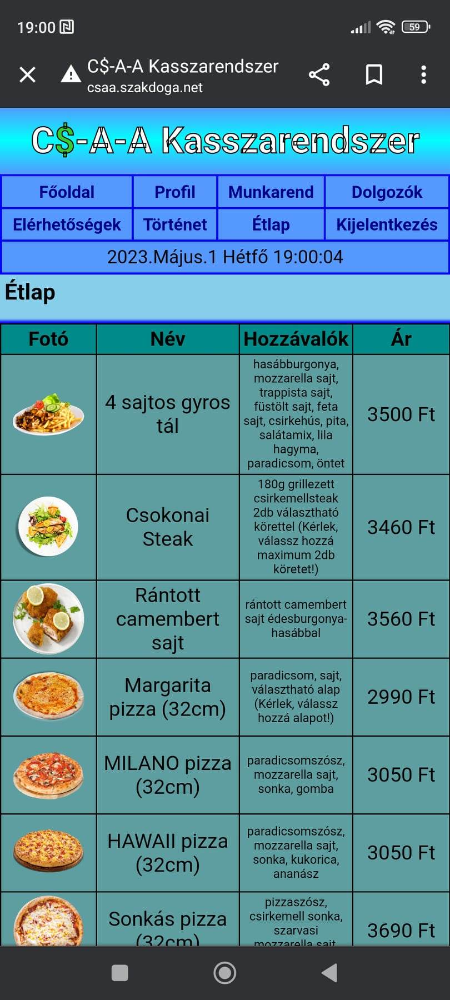 19:00
59
C$-A-A Kasszarendszer
csaa.szakdoga.net
C$-A-A Kasszarendszer
Főoldal Profil Munkarend Dolgozók
Elérhetőségek Történet Étlap Kijelentkezés
2023.Május.1 Hétfő 19:00:04
Étlap
Fotó Név Hozzávalók Ár
4 sajtos gyros
tál
hasábburgonya,
mozzarella sajt,
trappista sajt,
füstölt sajt, feta
sajt, csirkehús, pita,
salátamix, lila
hagyma,
paradicsom, öntet
3500 Ft
Csokonai
Steak
180g grillezett
csirkemellsteak
2db választható
körettel (Kérlek,
válassz hozzá
maximum 2db
köretet!)
3460 Ft
Rántott
camembert
sajt
rántott camembert
sajt édesburgonya-
hasábbal
3560 Ft
Margarita
pizza (32cm)
paradicsom, sajt,
választható alap
(Kérlek, válassz
hozzá alapot!)
2990 Ft
MILANO pizza
(32cm)
paradicsomszósz,
mozzarella sajt,
sonka, gomba
3050 Ft
HAWAII pizza
(32cm)
paradicsomszósz,
mozzarella sajt,
sonka, kukorica,
ananász
3050 Ft
Sonkás pizza
(32cm)
pizzaszósz,
csirkemell sonka,
szarvasi
mozzarella sajt
3690 Ft